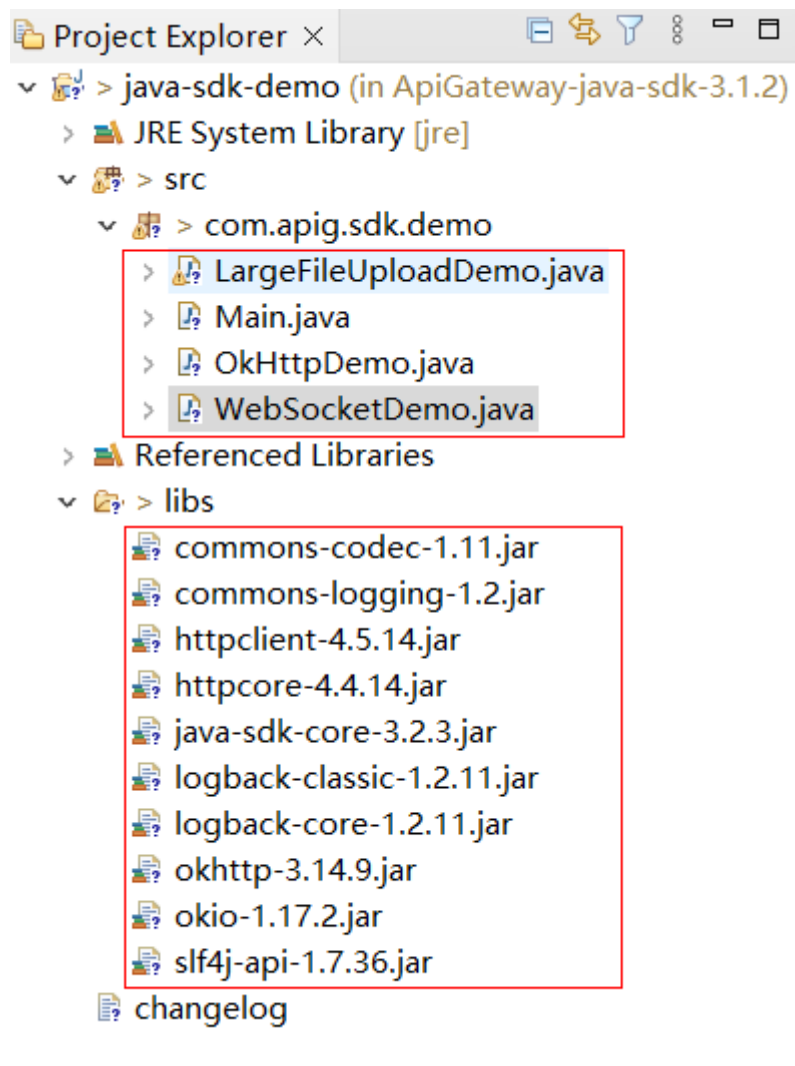 Project Explorer ×
> java-sdk-demo (in ApiGateway-java-sdk-3.1.2)
JRE System Library [jre]
> src
> com.apig.sdk.demo
LargeFileUploadDemo.java
Main.java
OkHttpDemo.java
WebSocketDemo.java
Referenced Libraries
> libs
commons-codec-1.11.jar
commons-logging-1.2.jar
httpclient-4.5.14.jar
httpcore-4.4.14.jar
java-sdk-core-3.2.3.jar
logback-classic-1.2.11.jar
logback-core-1.2.11.jar
okhttp-3.14.9.jar
okio-1.17.2.jar
slf4j-api-1.7.36.jar
changelog